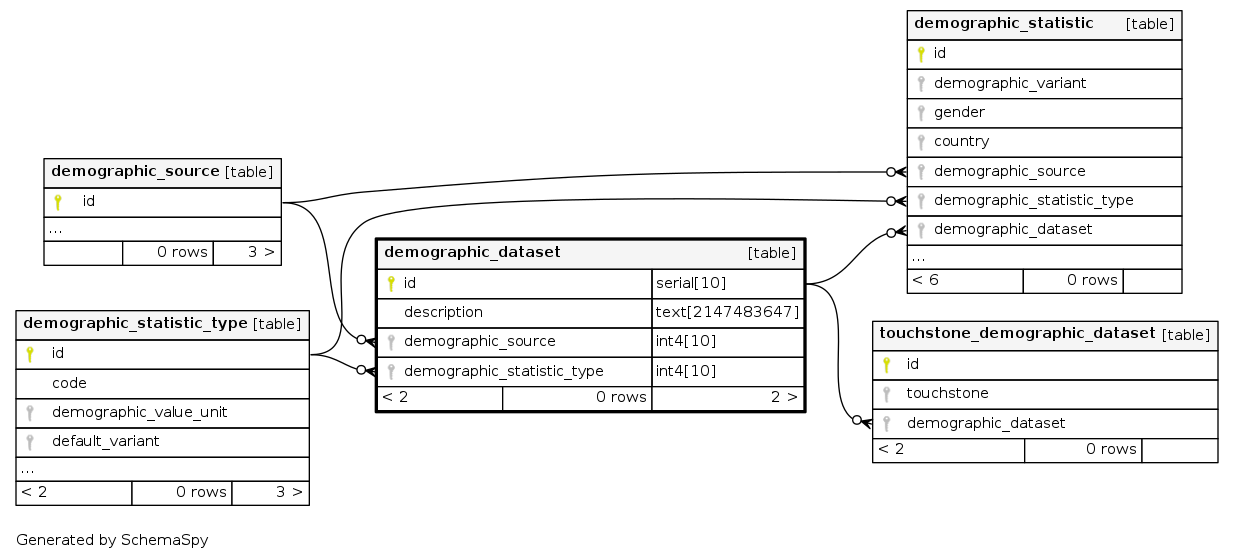 demographic_statistic [table]
id
demographic_variant
gender
country
demographic_source
demographic_statistic_type
demographic_dataset
...
< 6 0 rows
demographic_source [table]
id
...
0 rows 3 >
demographic_dataset [table]
id serial[10]
description text[2147483647]
demographic_source int4[10]
demographic_statistic_type int4[10]
< 2 0 rows 2 >
demographic_statistic_type [table]
id
code
demographic_value_unit
default_variant
...
< 2 0 rows 3 >
touchstone_demographic_dataset [table]
id
touchstone
demographic_dataset
< 2 0 rows
Generated by SchemaSpy